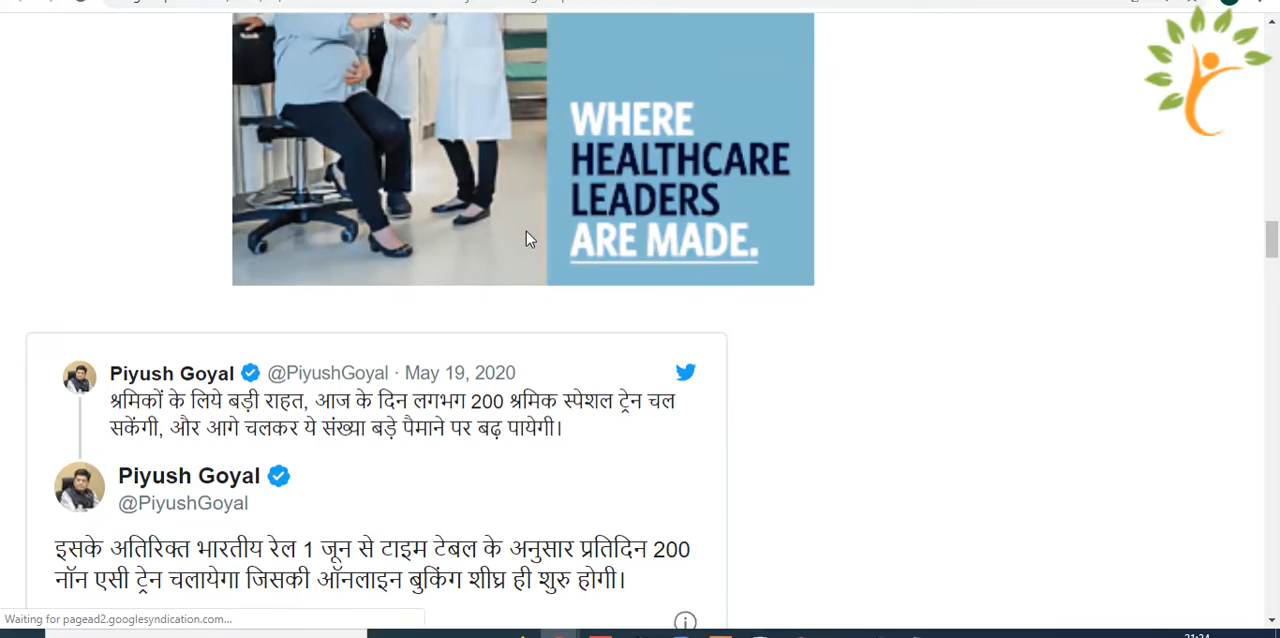 WHERE
HEALTHCARE
LEADERS
ARE MADE.
Piyush Goyal @PiyushGoyal · May 19, 2020
श्रमिकों के लिये बड़ी राहत, आज के दिन लगभग 200 श्रमिक स्पेशल ट्रेन चल
सकेंगी, और आगे चलकर ये संख्या बड़े पैमाने पर बढ़ पायेगी।
Piyush Goyal
@PiyushGoyal
इसके अतिरिक्त भारतीय रेल 1 जून से टाइम टेबल के अनुसार प्रतिदिन 200
नॉन एसी ट्रेन चलायेगा जिसकी ऑनलाइन बुकिंग शीघ्र ही शुरु होगी।
Waiting for pagead2.googlesyndication.com...